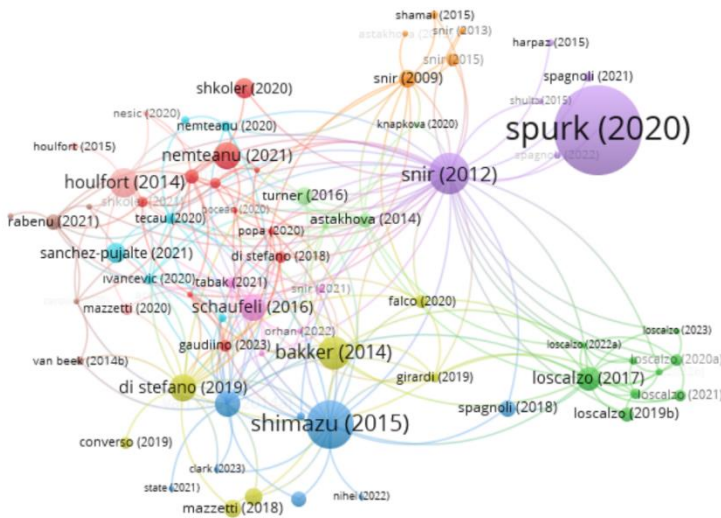 shamai (2015)
snir (2013)
harpaz (2015)
snir (2015)
snir (2009)
spagnoli (2021)
shkoler (2020)
nesic (2020)
nemteanu (2020)
knapkova (2020)
spurk (2020)
houlfort (2015)
nemteanu (2021)
houlfort (2014)
snir (2012)
turner (2016)
rabenu (2021)
tecau (2020)
astakhova (2014)
popa (2020)
sanchez-pujalte (2021)
di stefano (2018)
ivancevic (2020)
tabak (2021)
snir (2021)
mazzetti (2020)
schaufeli (2016)
falco (2020)
orhan (2022)
loscalzo (2023)
gaudiino (2023)
bakker (2014)
loscalzo (2022a)
van beek (2014b)
loscalzo (2020a)
di stefano (2019)
girardi (2019)
loscalzo (2017)
loscalzo (2021)
shimazu (2015)
spagnoli (2018)
loscalzo (2019b)
converso (2019)
clark (2023)
state (2021)
nihei (2022)
mazzetti (2018)